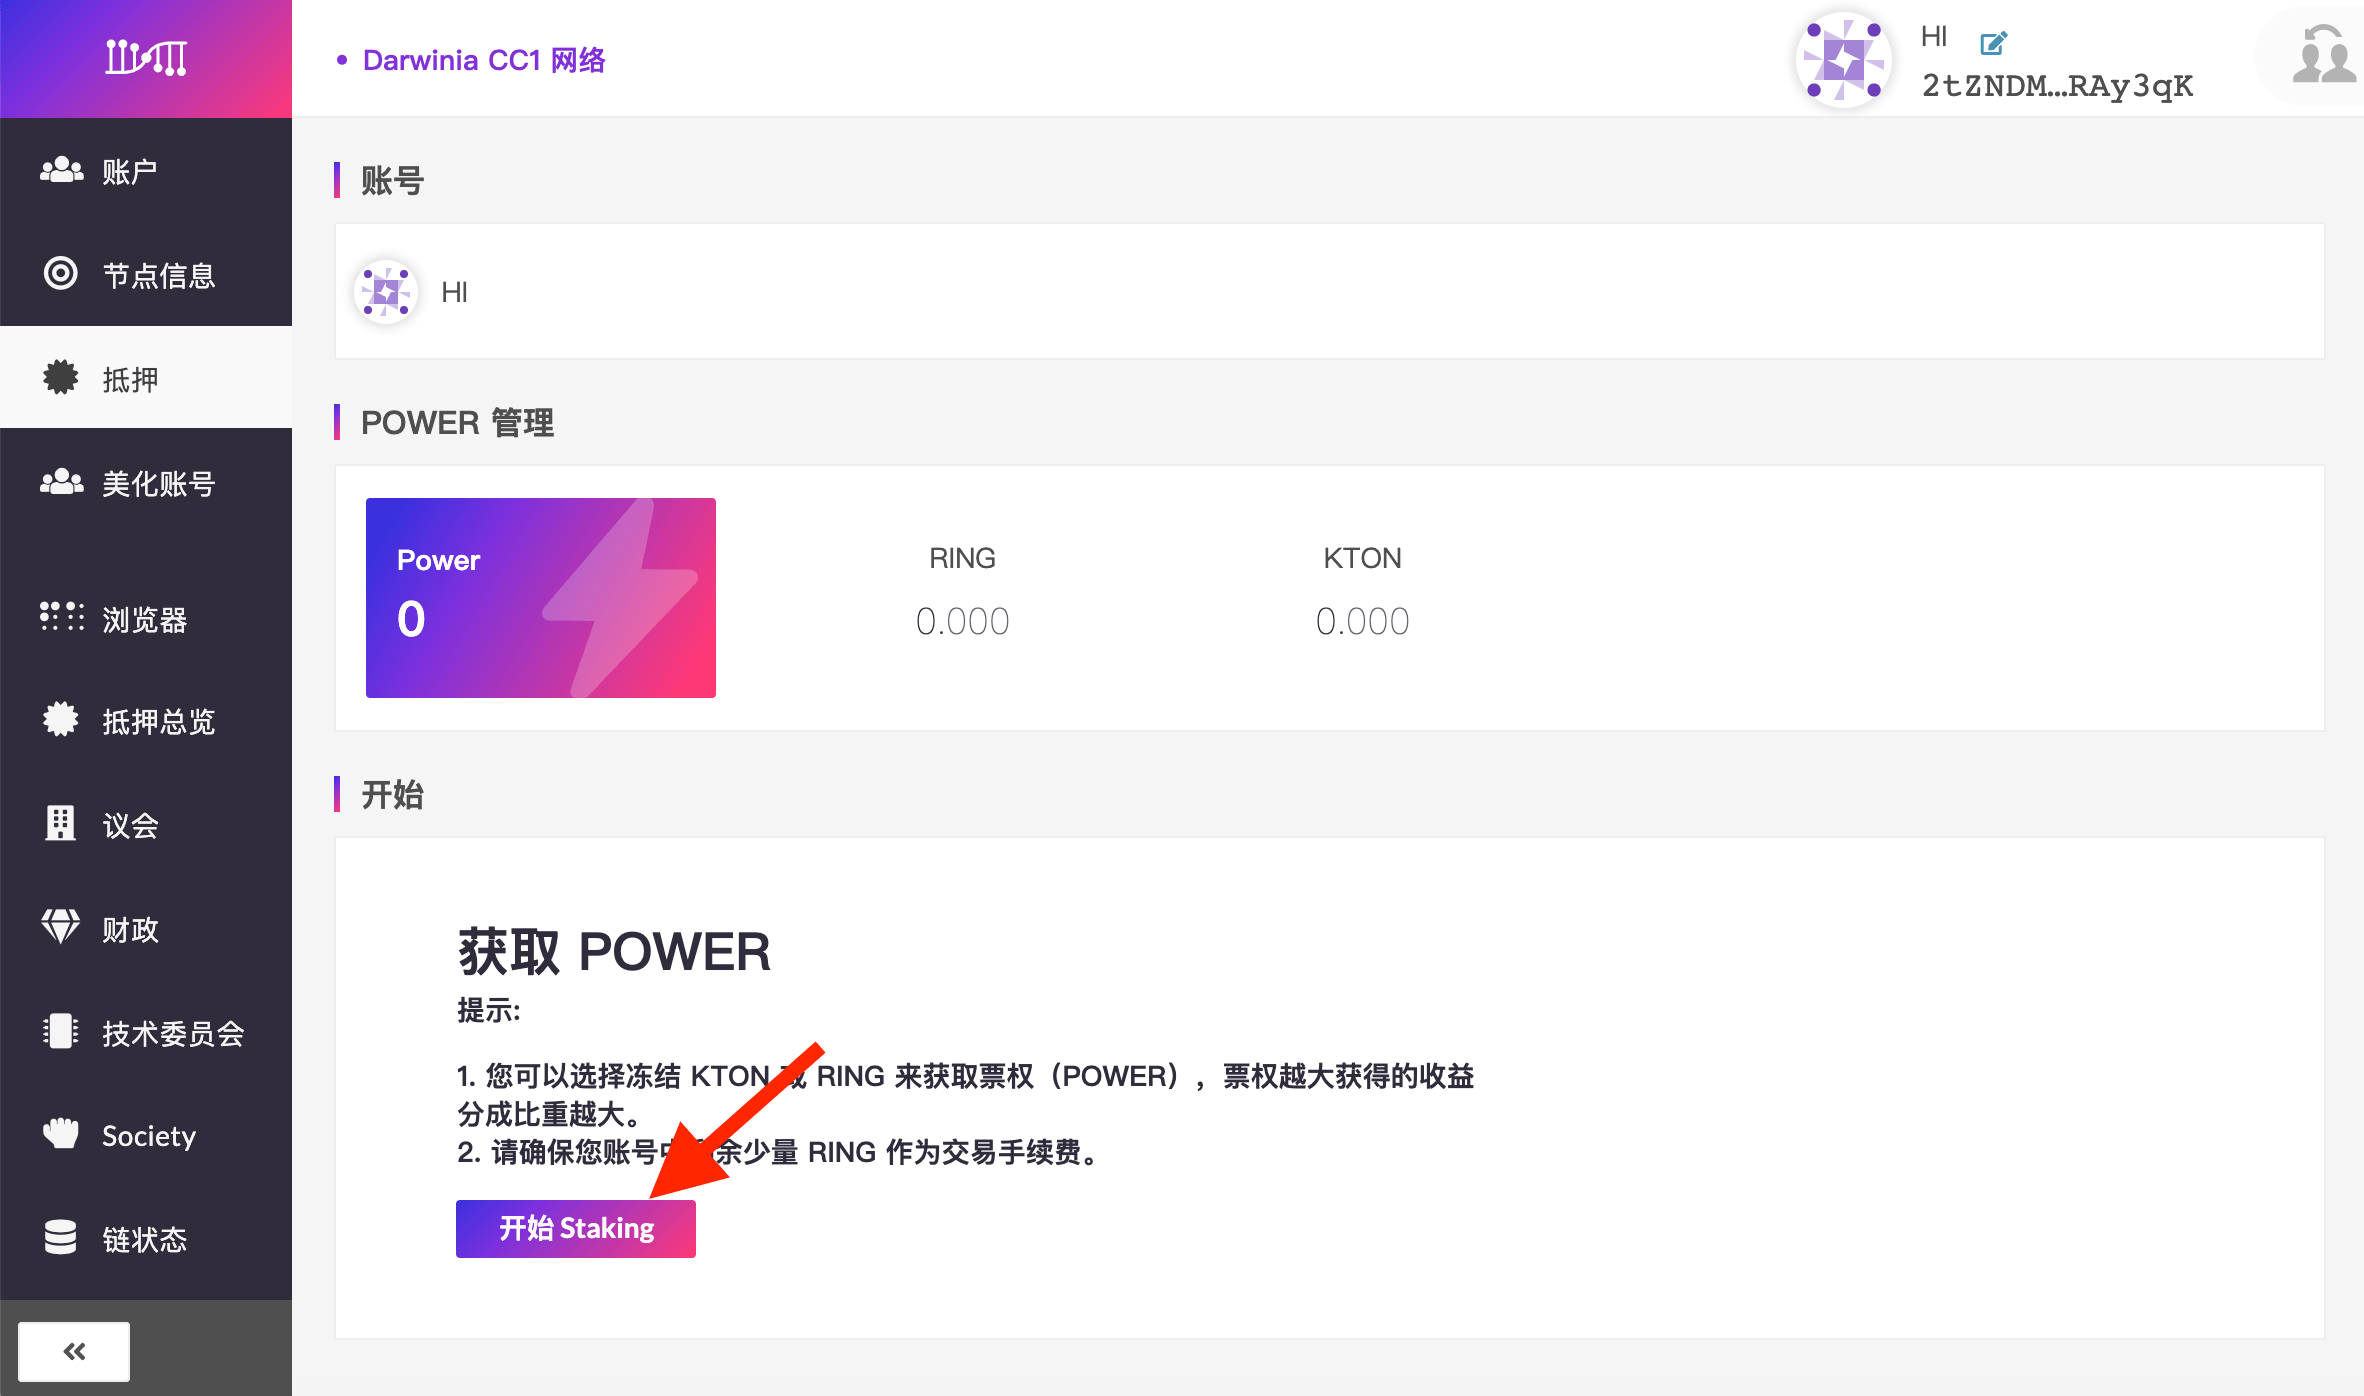 Darwinia CC1 网络
HI
2tZNDM…RAy3qK
账户
节点信息
抵押
美化账号
浏览器
抵押总览
议会
财政
技术委员会
Society
链状态
账号
HI
POWER 管理
Power
0
RING
0.000
KTON
0.000
开始
获取 POWER
提示:
1. 您可以选择冻结 KTON 或 RING 来获取票权（POWER），票权越大获得的收益
分成比重越大。
2. 请确保您账号中 余少量 RING 作为交易手续费。
开始 Staking